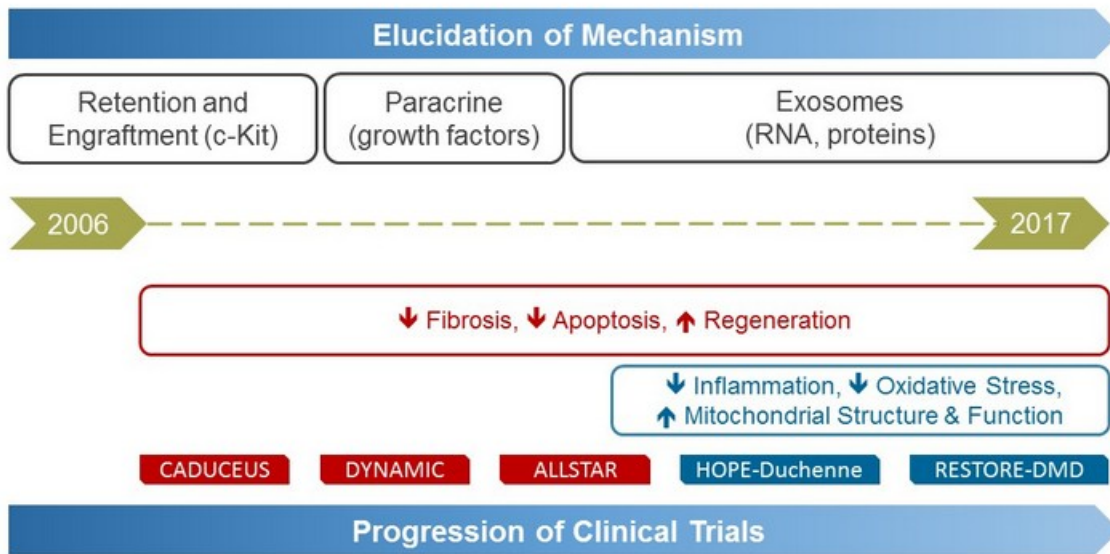 Elucidation of Mechanism
Retention and
Engraftment (c-Kit)
Paracrine
(growth factors)
Exosomes
(RNA, proteins)
2006
2017
↓ Fibrosis, ↓ Apoptosis, ↑ Regeneration
↓ Inflammation, ↓ Oxidative Stress,
↑ Mitochondrial Structure & Function
CADUCEUS
DYNAMIC
ALLSTAR
HOPE-Duchenne
RESTORE-DMD
Progression of Clinical Trials